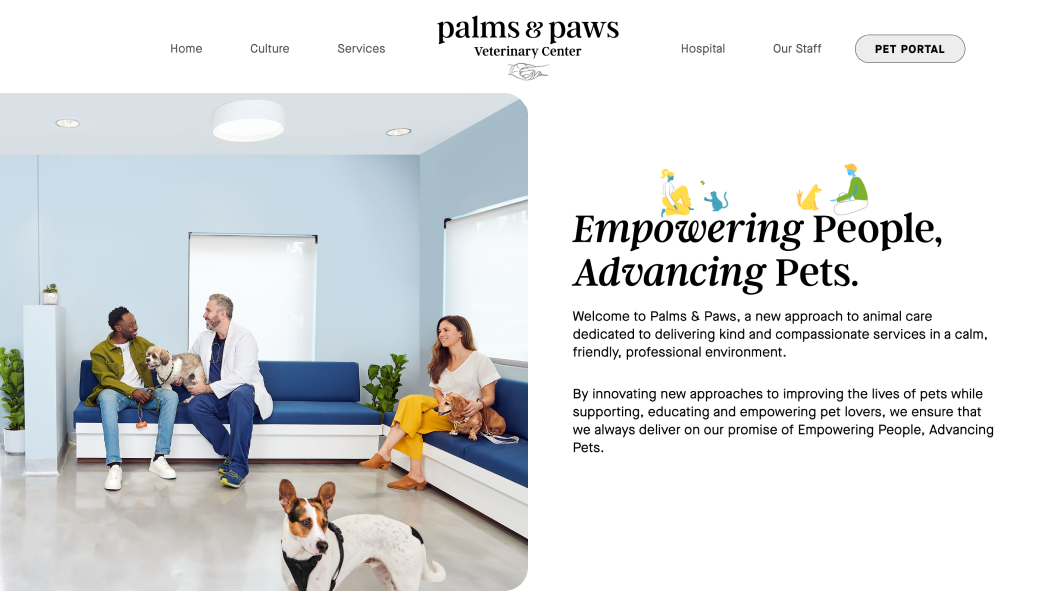 palms & paws
Veterinary Center
Home
Culture
Services
Hospital
Our Staff
PET PORTAL
Empowering People,
Advancing Pets.
Welcome to Palms & Paws, a new approach to animal care
dedicated to delivering kind and compassionate services in a calm,
friendly, professional environment.
By innovating new approaches to improving the lives of pets while
supporting, educating and empowering pet lovers, we ensure that
we always deliver on our promise of Empowering People, Advancing
Pets.